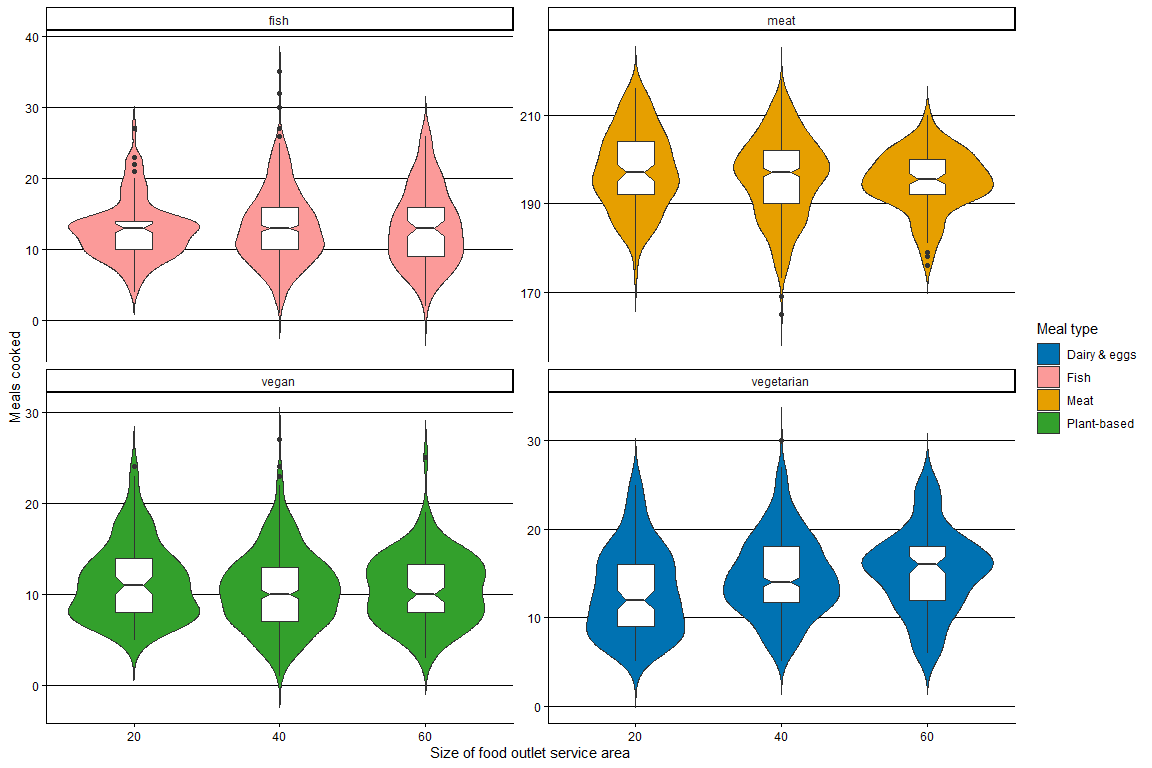 fish
meat
40
30
20
10
0
210
190
170
Meals cooked
vegan
vegetarian
30
20
10
0
30
20
10
0
20
40
60
20
40
60
Size of food outlet service area
Meal type
Dairy & eggs
Fish
Meat
Plant-based